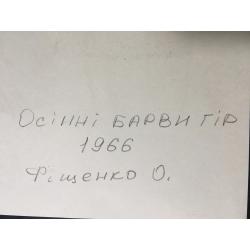 Осінні БАРВИ ГІР
1966
Фіщенко О.